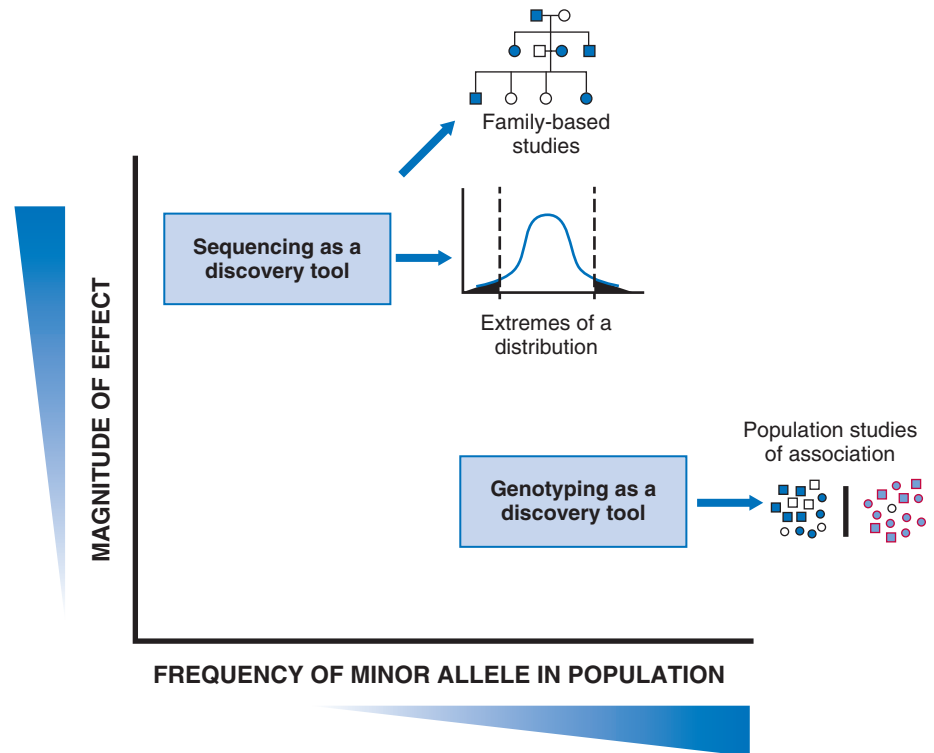 Family-based
studies
Sequencing as a
discovery tool
Extremes of a
distribution
MAGNITUDE OF EFFECT
Population studies
of association
Genotyping as a
discovery tool
FREQUENCY OF MINOR ALLELE IN POPULATION